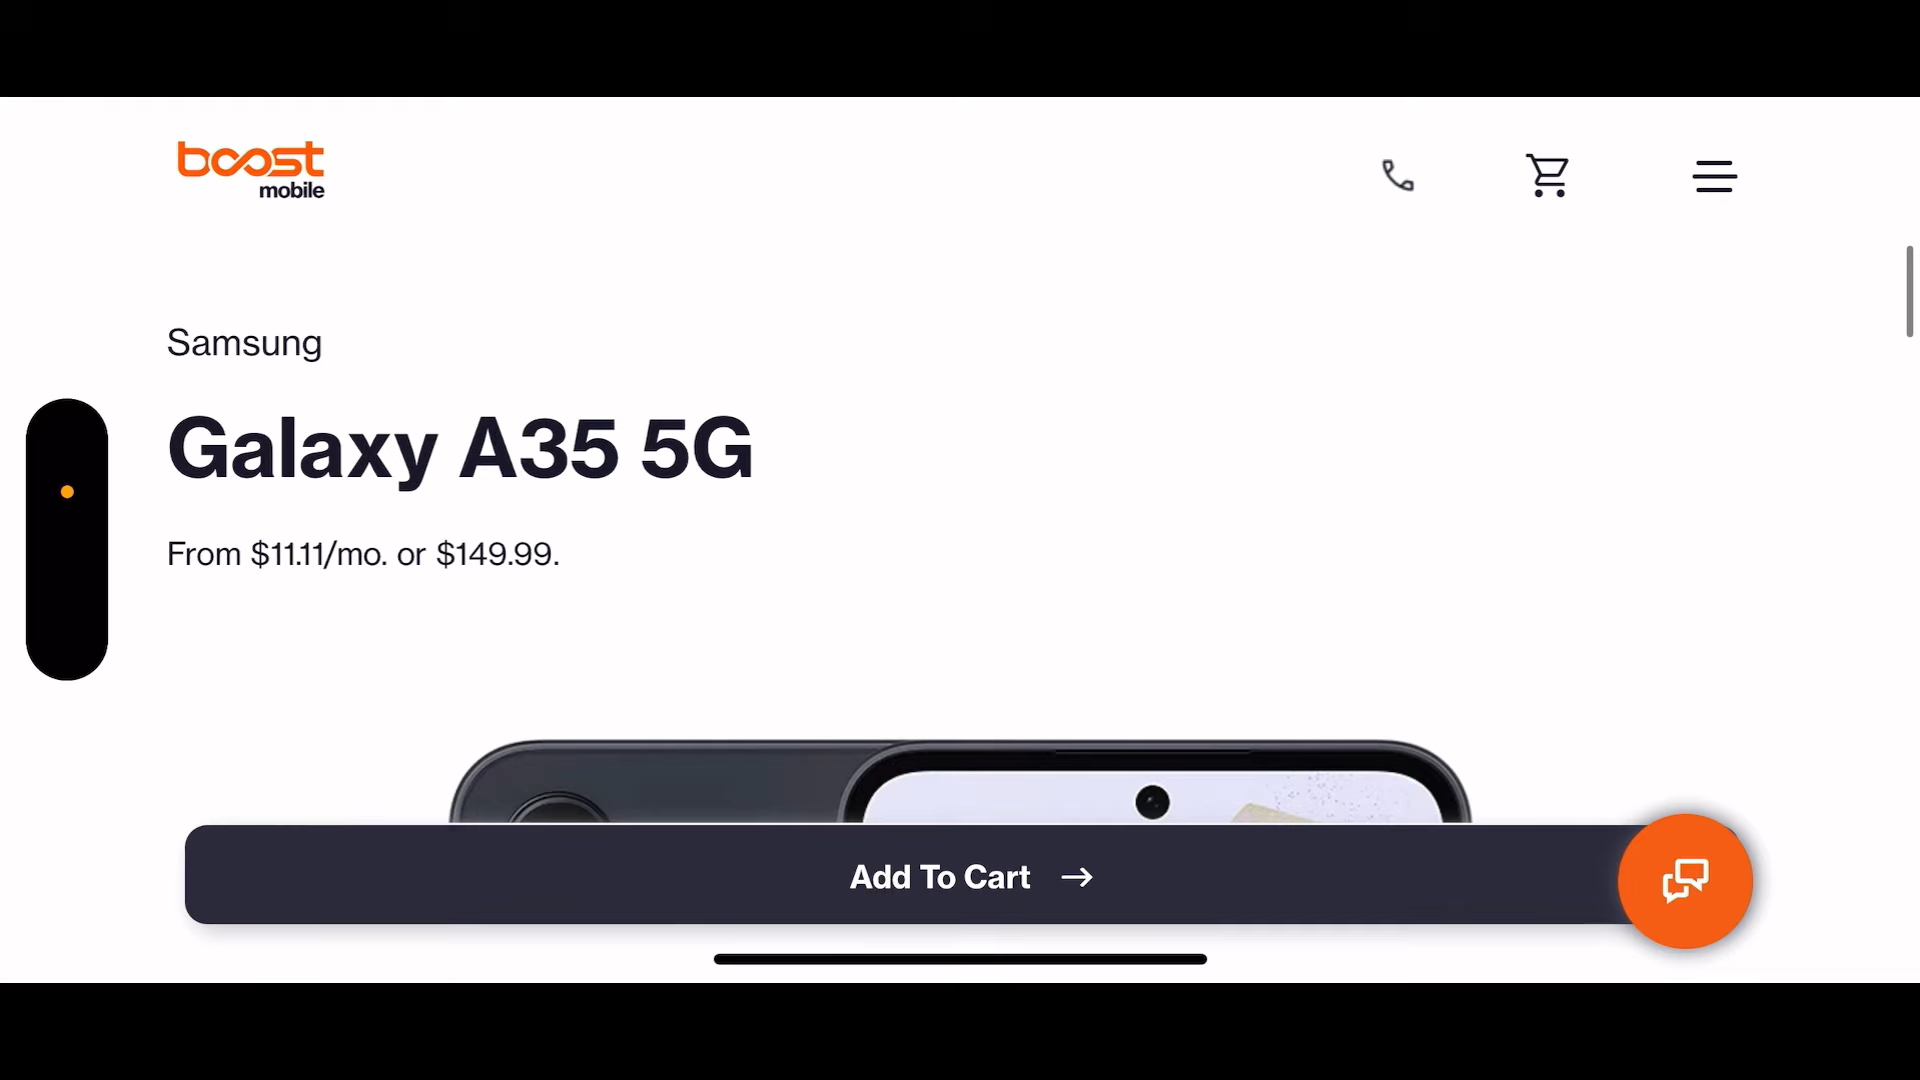 boost
mobile
Samsung
Galaxy A35 5G
From $11.11/mo. or $149.99.
Add To Cart